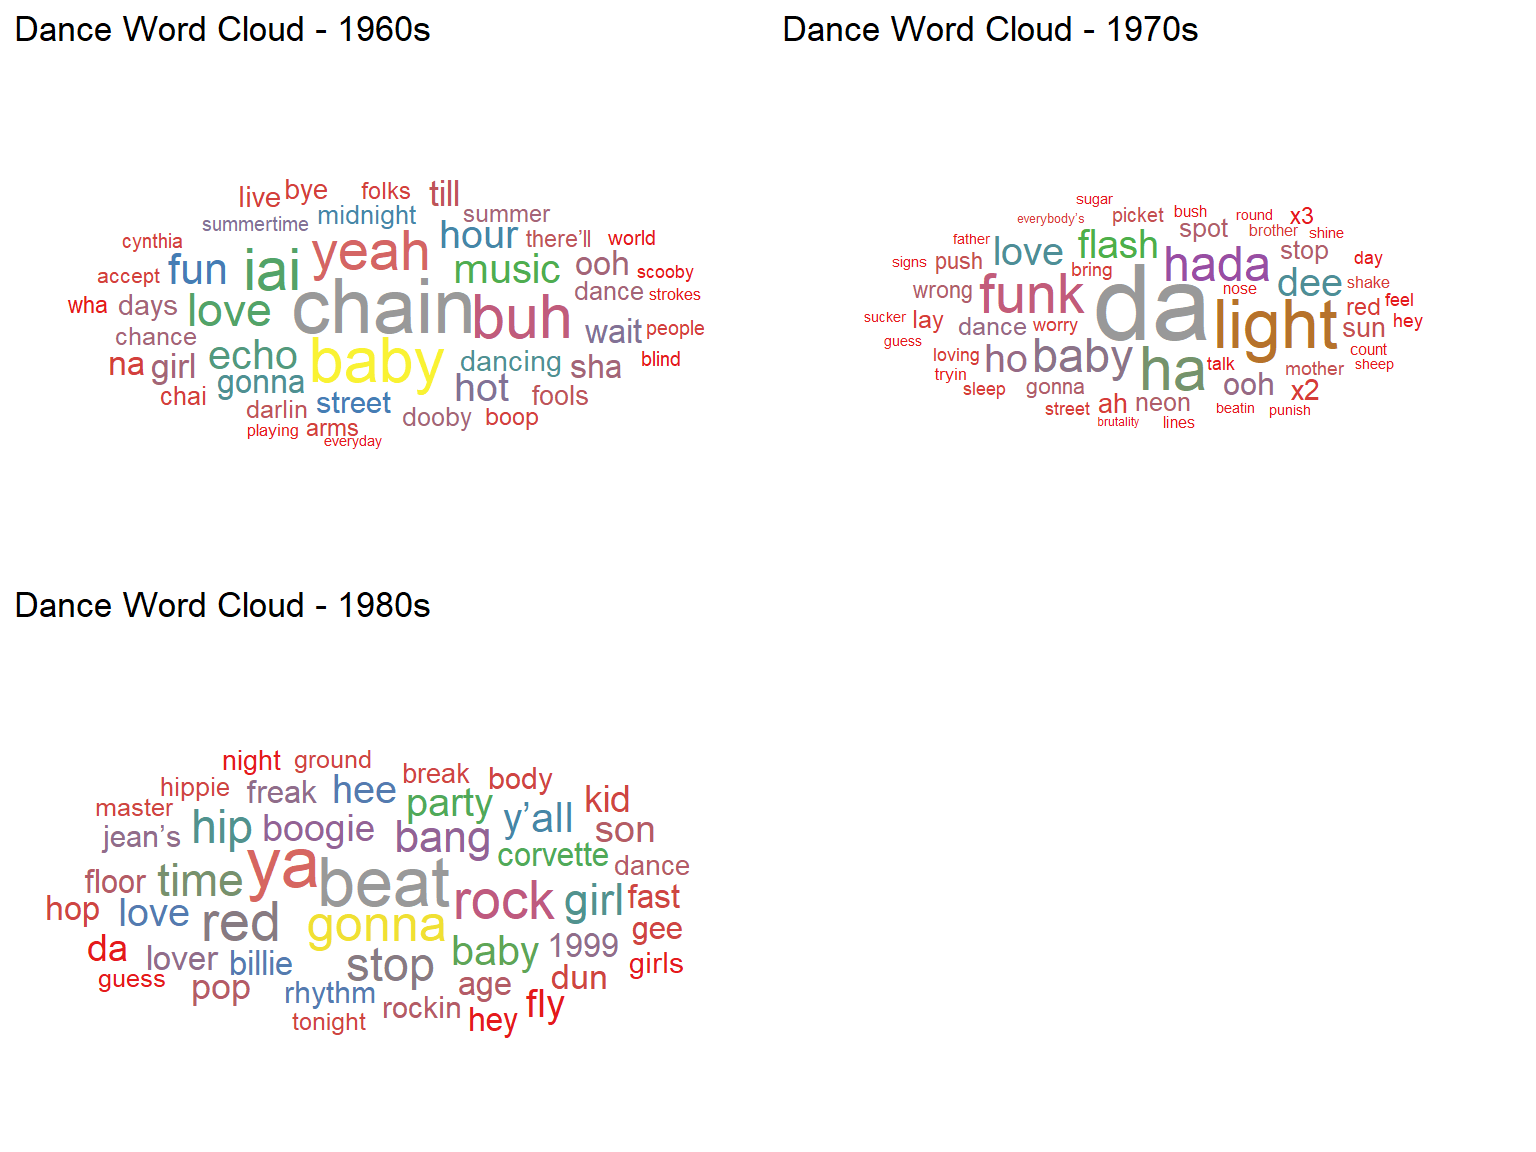 Dance Word Cloud - 1960s
live bye folks till
summertime midnight summer
cynthia yeah hour there’ll world
accept fun iai music ooh scooby
wha days love chain buh dance strokes
chance wait people
na girl echo baby dancing sha blind
chai gonna street hot fools
darlin arms dooby boop
playing everyday
Dance Word Cloud - 1970s
sugar
everybody’s picket bush round x3
father love flash spot brother shine
signs push bring hada stop day
wrong funk da nose dee shake
sucker lay dance worry light red feel
guess sun hey
loving ho baby ha talk mother count
tryin sleep gonna ooh x2 sheep
street ah neon beatin punish
brutality lines
Dance Word Cloud - 1980s
night ground break body
hippie freak hee party kid
master hip boogie bang y’all son
jean’s corvette dance
floor time ya beat rock girl fast
hop love red gonna gee
da lover billie stop baby 1999 girls
guess pop rhythm age dun
tonight rockin hey fly